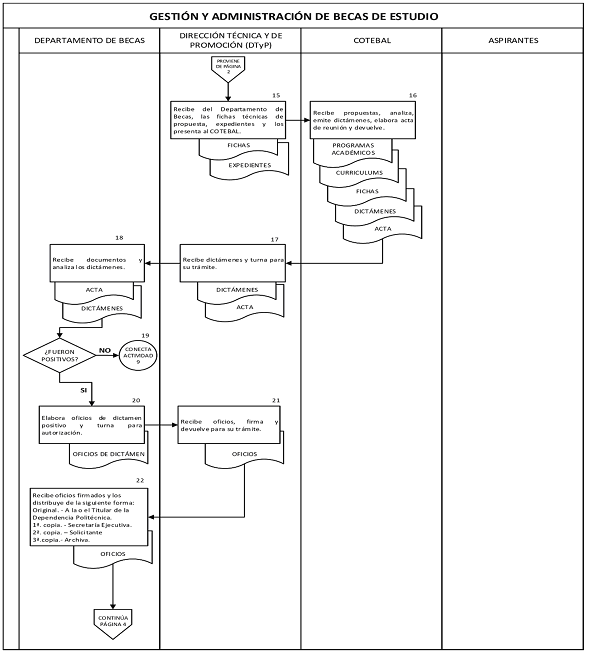 GESTIÓN Y ADMINISTRACIÓN DE BECAS DE ESTUDIO
DEPARTAMENTO DE BECAS
DIRECCIÓN TÉCNICA Y DE
PROMOCIÓN (DTyP)
COTEBAL
ASPIRANTES
PROVIENE
DE PÁGINA
2
15
Recibe del Departamento de
Becas, las fichas técnicas de
propuesta, expedientes y los
presenta al COTEBAL.
FICHAS
EXPEDIENTES
16
Recibe propuestas, analiza,
emite dictámenes, elabora acta
de reunión y devuelve.
PROGRAMAS
ACADÉMICOS
CURRICULUMS
FICHAS
DICTÁMENES
ACTA
17
Recibe dictámenes y turna para
su trámite.
DICTÁMENES
ACTA
18
Recibe documentos y
analiza los dictámenes.
ACTA
DICTÁMENES
¿FUERON
POSITIVOS?
NO
19
CONECTA
ACTIVIDAD
9
SI
20
Elabora oficios de dictamen
positivo y turna para
autorización.
OFICIOS DE DICTÁMEN
21
Recibe oficios, firma y
devuelve para su trámite.
OFICIOS
22
Recibe oficios firmados y los
distribuye de la siguiente forma:
Original. - A la o el Titular de la
Dependencia Politécnica.
1ª. copia. - Secretaría Ejecutiva.
2ª. copia. – Solicitante
3ª.copia.- Archiva.
OFICIOS
CONTINÚA
PÁGINA 4